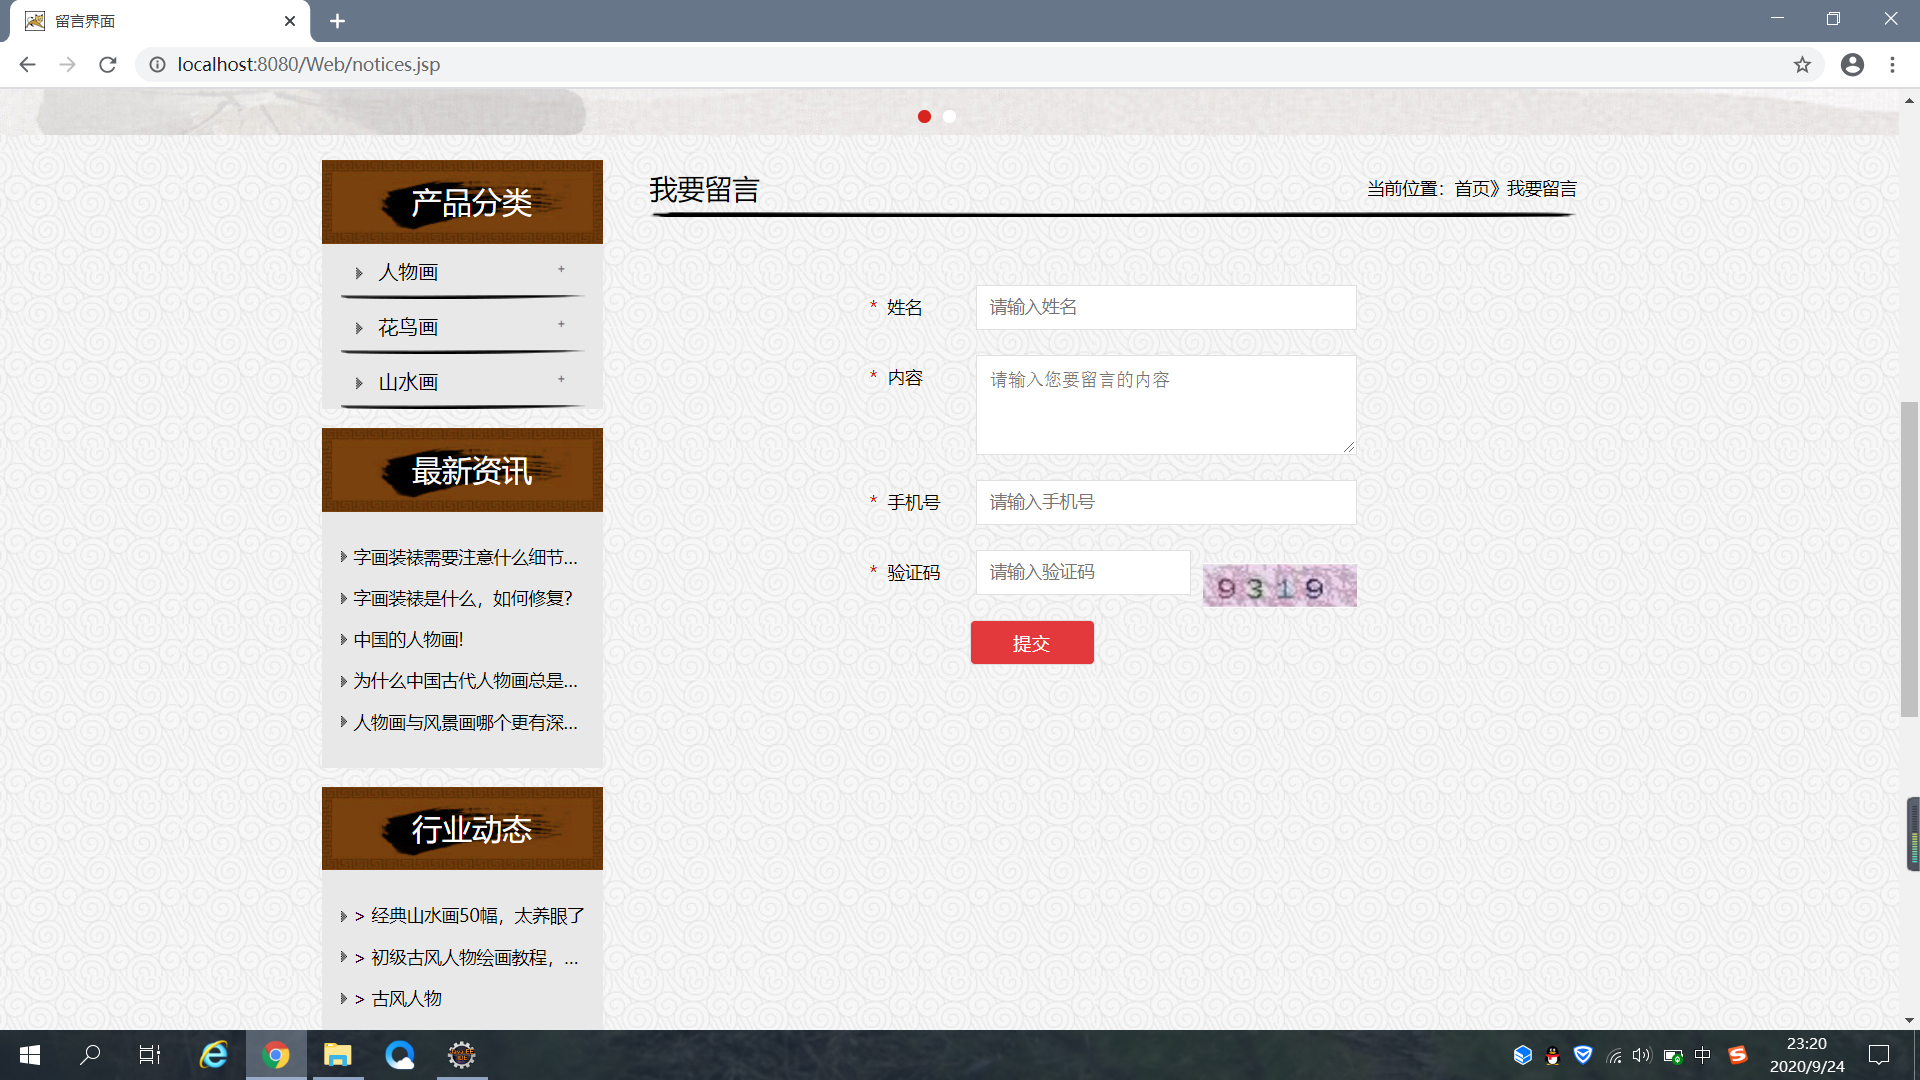 留言界面
localhost:8080/Web/notices.jsp
产品分类
人物画 +
花鸟画 +
山水画 +
最新资讯
字画装裱需要注意什么细节...
字画装裱是什么，如何修复?
中国的人物画!
为什么中国古代人物画总是...
人物画与风景画哪个更有深...
行业动态
> 经典山水画50幅，太养眼了
> 初级古风人物绘画教程，...
> 古风人物
我要留言
当前位置：首页》我要留言
* 姓名 请输入姓名
* 内容 请输入您要留言的内容
* 手机号 请输入手机号
* 验证码 请输入验证码 9319
提交
中
23:20
2020/9/24